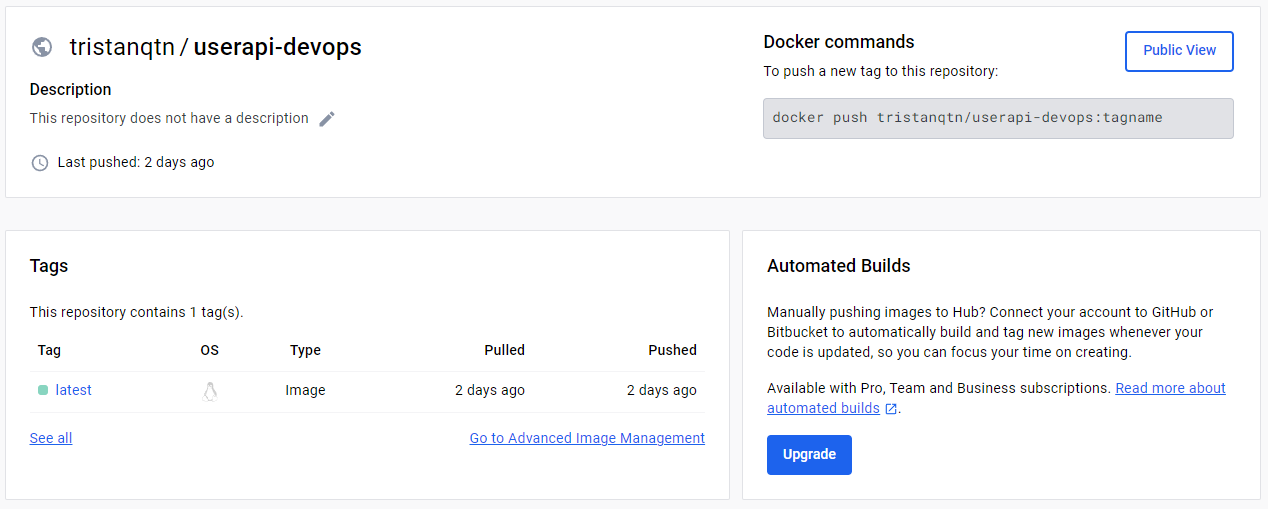 tristanqtn / userapi-devops
Description
This repository does not have a description
Last pushed: 2 days ago
Docker commands
Public View
To push a new tag to this repository:
docker push tristanqtn/userapi-devops:tagname
Tags
This repository contains 1 tag(s).
Tag OS Type Pulled Pushed
latest Image 2 days ago 2 days ago
See all Go to Advanced Image Management
Automated Builds
Manually pushing images to Hub? Connect your account to GitHub or
Bitbucket to automatically build and tag new images whenever your
code is updated, so you can focus your time on creating.
Available with Pro, Team and Business subscriptions. Read more about
automated builds .
Upgrade